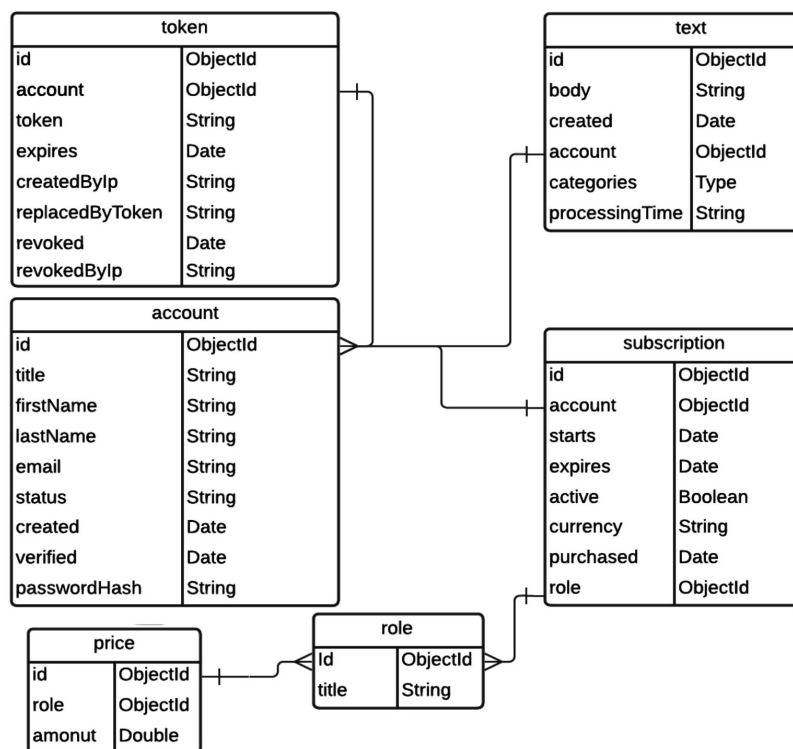 token
id ObjectId
account ObjectId
token String
expires Date
createdByIp String
replacedByToken String
revoked Date
revokedByIp String
text
id ObjectId
body String
created Date
account ObjectId
categories Type
processingTime String
account
id ObjectId
title String
firstName String
lastName String
email String
status String
created Date
verified Date
passwordHash String
subscription
id ObjectId
account ObjectId
starts Date
expires Date
active Boolean
currency String
purchased Date
role ObjectId
price
id ObjectId
role ObjectId
amonut Double
role
Id ObjectId
title String